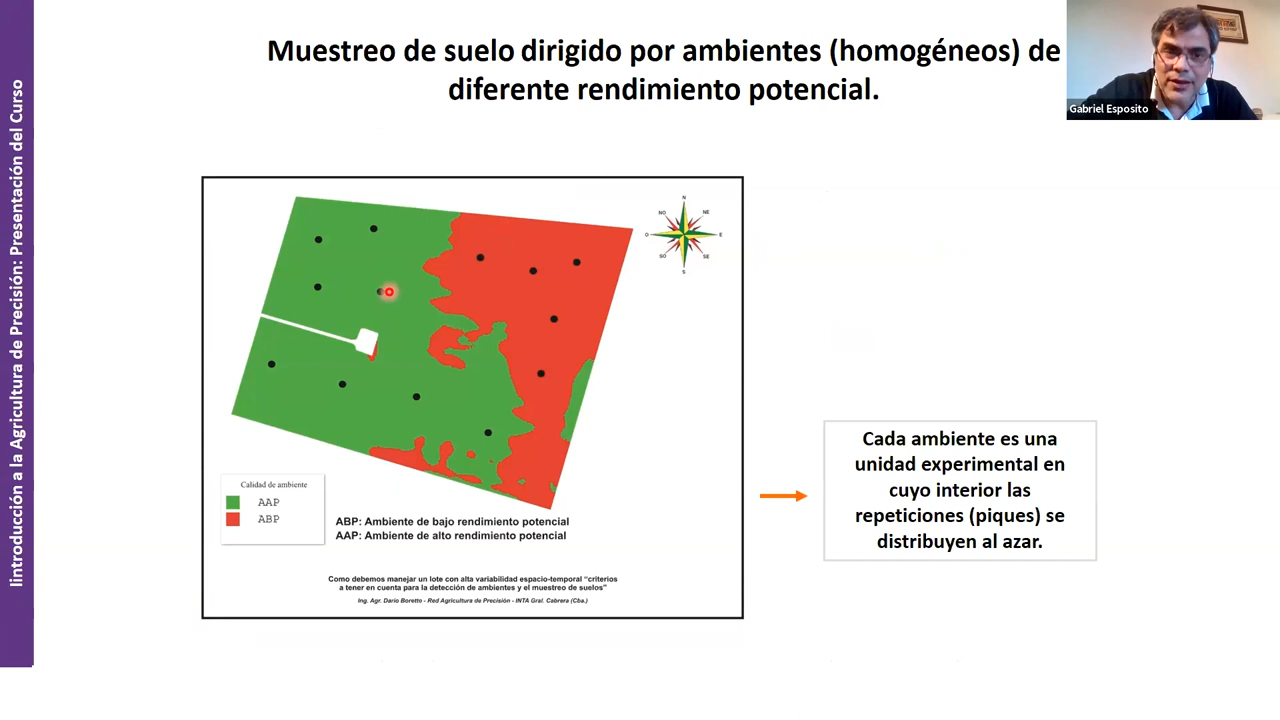 Iintroducción a la Agricultura de Precisión: Presentación del Curso
Muestreo de suelo dirigido por ambientes (homogéneos) de
diferente rendimiento potencial.
Gabriel Esposito
N
NO
NE
O
E
SO
SE
S
Calidad de ambiente
AAP
ABP
ABP: Ambiente de bajo rendimiento potencial
AAP: Ambiente de alto rendimiento potencial
Como debemos manejar un lote con alta variabilidad espacio-temporal "criterios
a tener en cuenta para la detección de ambientes y el muestreo de suelos"
Ing. Agr. Dario Boretto - Red Agricultura de Precisión - INTA Gral. Cabrera (Cba.)
Cada ambiente es una
unidad experimental en
cuyo interior las
repeticiones (piques) se
distribuyen al azar.